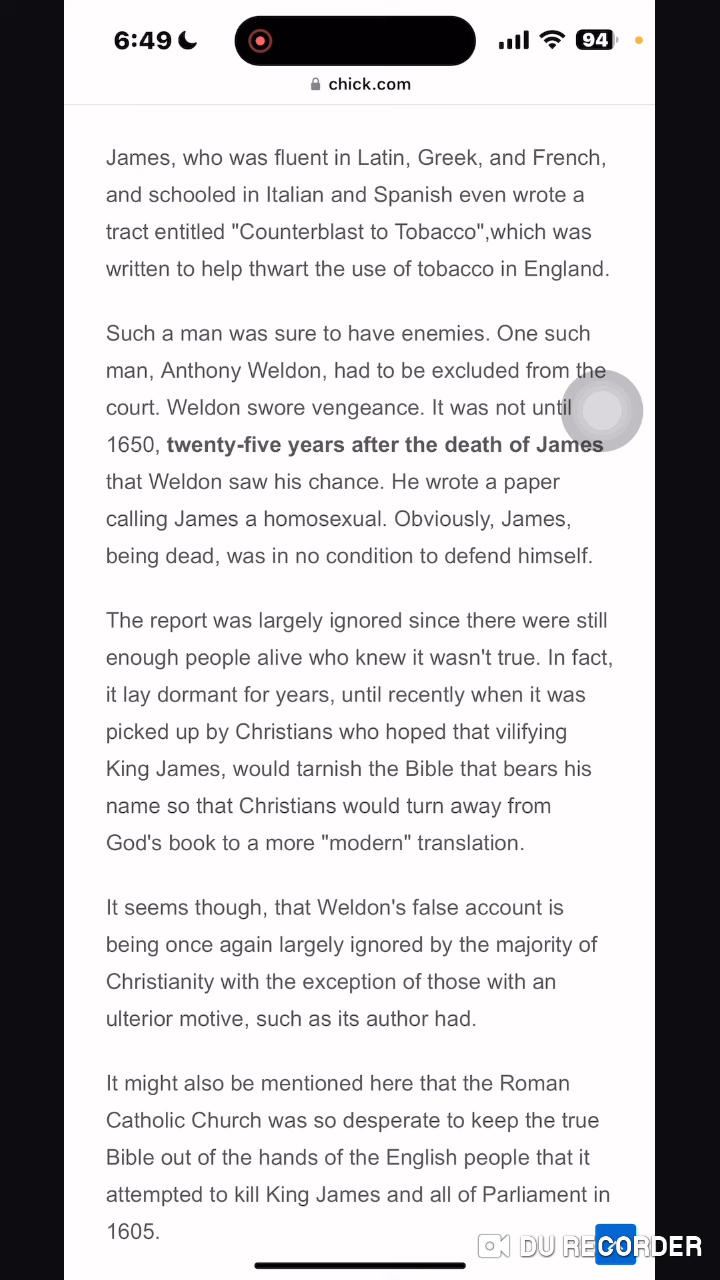 6:49
94
chick.com
James, who was fluent in Latin, Greek, and French,
and schooled in Italian and Spanish even wrote a
tract entitled "Counterblast to Tobacco",which was
written to help thwart the use of tobacco in England.
Such a man was sure to have enemies. One such
man, Anthony Weldon, had to be excluded from the
court. Weldon swore vengeance. It was not until
1650, twenty-five years after the death of James
that Weldon saw his chance. He wrote a paper
calling James a homosexual. Obviously, James,
being dead, was in no condition to defend himself.
The report was largely ignored since there were still
enough people alive who knew it wasn't true. In fact,
it lay dormant for years, until recently when it was
picked up by Christians who hoped that vilifying
King James, would tarnish the Bible that bears his
name so that Christians would turn away from
God's book to a more "modern" translation.
It seems though, that Weldon's false account is
being once again largely ignored by the majority of
Christianity with the exception of those with an
ulterior motive, such as its author had.
It might also be mentioned here that the Roman
Catholic Church was so desperate to keep the true
Bible out of the hands of the English people that it
attempted to kill King James and all of Parliament in
1605.
DU RECORDER